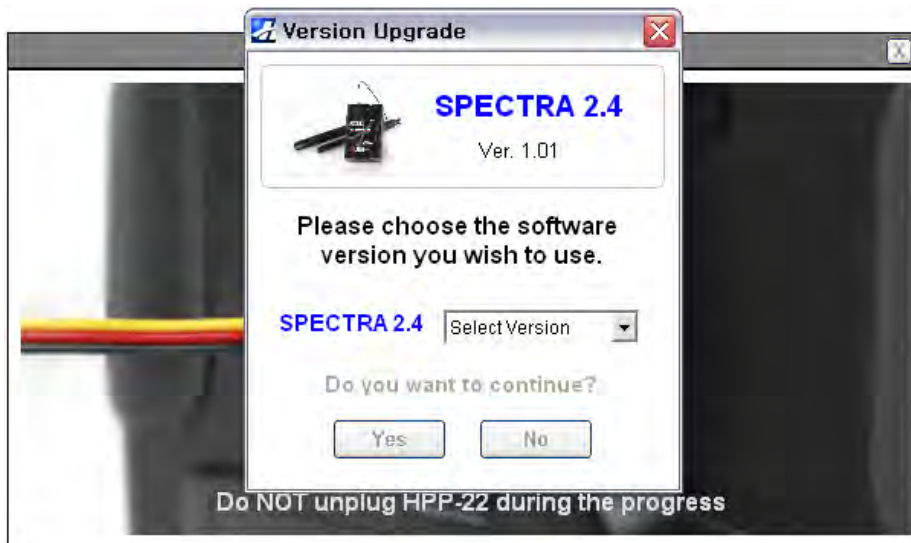 Version Upgrade
SPECTRA 2.4
Ver. 1.01
Please choose the software
version you wish to use.
SPECTRA 2.4 Select Version
Do you want to continue?
Yes No
Do NOT unplug HPP-22 during the progress